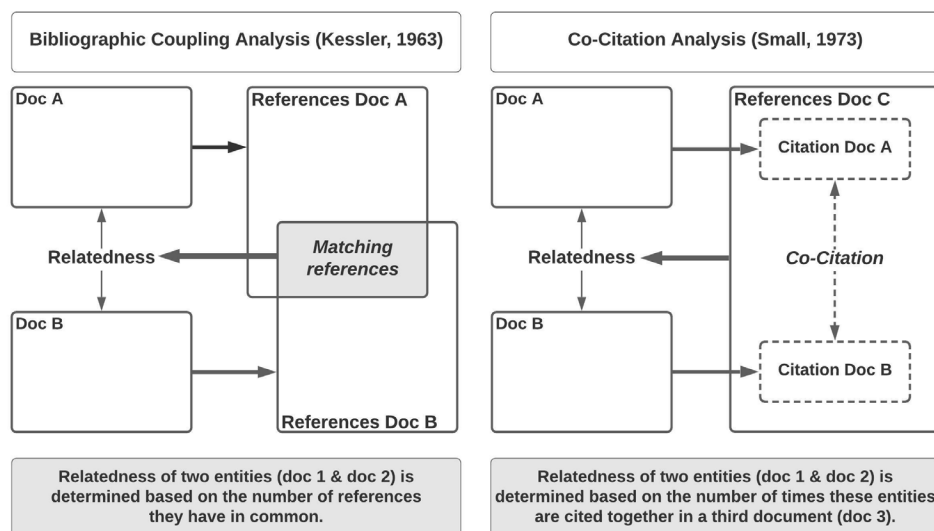 Bibliographic Coupling Analysis (Kessler, 1963)
Doc A
References Doc A
Relatedness
Matching
references
Doc B
References Doc B
Relatedness of two entities (doc 1 & doc 2) is
determined based on the number of references
they have in common.
Co-Citation Analysis (Small, 1973)
Doc A
References Doc C
Citation Doc A
Relatedness
Co-Citation
Doc B
Citation Doc B
Relatedness of two entities (doc 1 & doc 2) is
determined based on the number of times these entities
are cited together in a third document (doc 3).